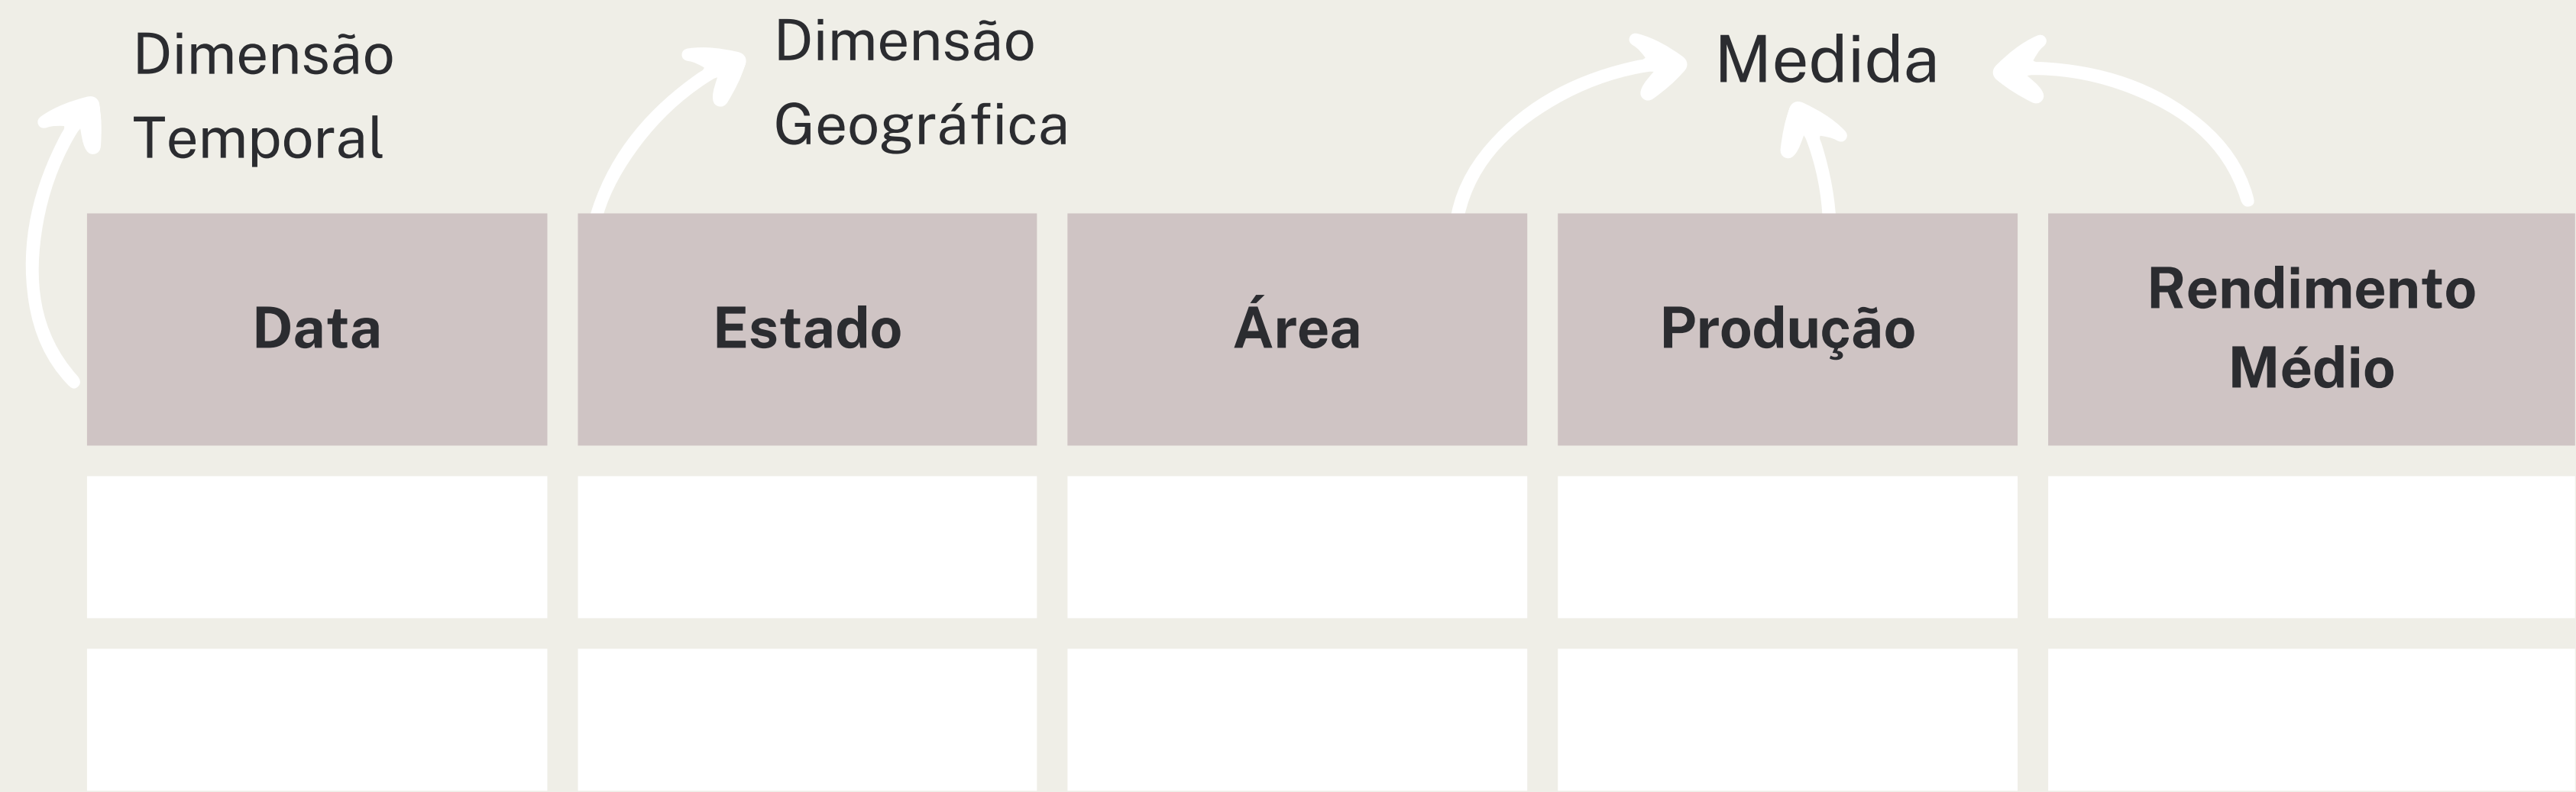 Dimensão
Temporal
Dimensão
Geográfica
Medida
Data
Estado
Área
Produção
Rendimento
Médio